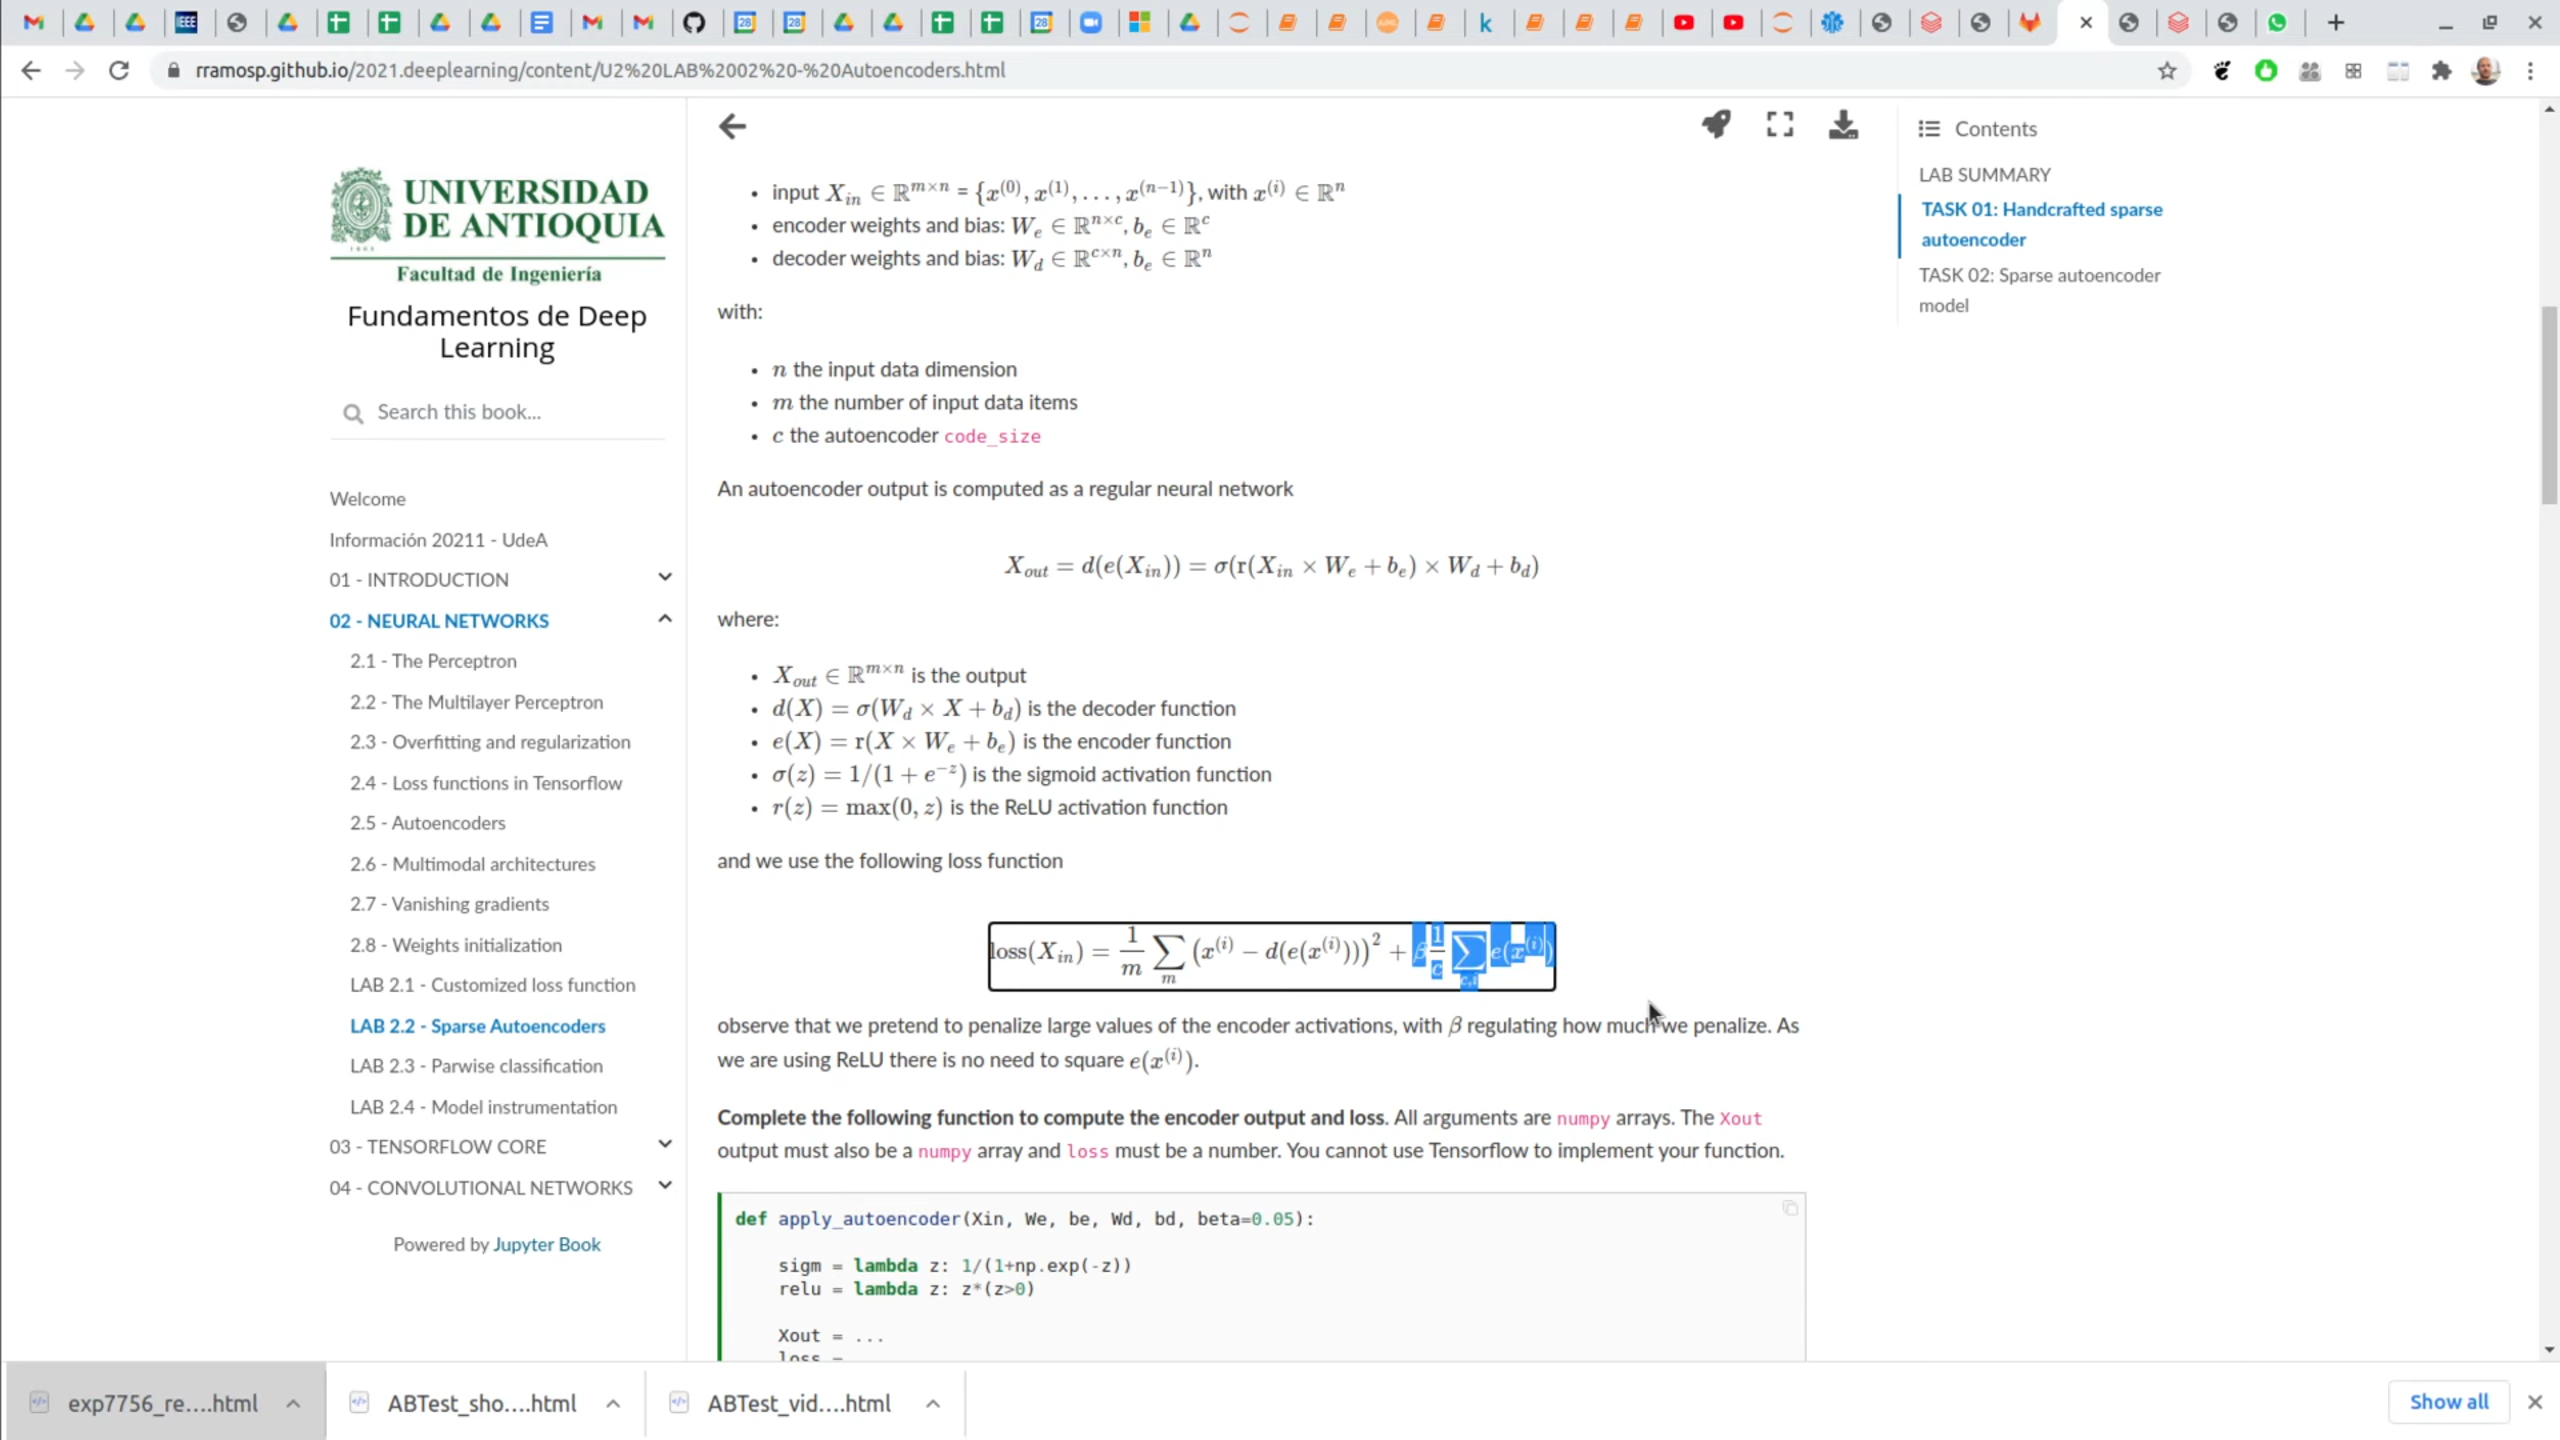 IEEE
28
28
28
k
rramosp.github.io/2021.deeplearning/content/U2%20LAB%2002%20-%20Autoencoders.html
UNIVERSIDAD
DE ANTIOQUIA
1803
Facultad de Ingeniería
Fundamentos de Deep
Learning
Search this book...
Welcome
Información 20211 - UdeA
01 - INTRODUCTION
02 - NEURAL NETWORKS
2.1 - The Perceptron
2.2 - The Multilayer Perceptron
2.3 - Overfitting and regularization
2.4 - Loss functions in Tensorflow
2.5 - Autoencoders
2.6 - Multimodal architectures
2.7 - Vanishing gradients
2.8 - Weights initialization
LAB 2.1 - Customized loss function
LAB 2.2 - Sparse Autoencoders
LAB 2.3 - Parwise classification
LAB 2.4 - Model instrumentation
03 - TENSORFLOW CORE
04 - CONVOLUTIONAL NETWORKS
Powered by Jupyter Book
• input X_in ∈ ℝ^{m×n} = {x^(0), x^(1), ..., x^(n−1)}, with x^(i) ∈ ℝ^n
• encoder weights and bias: W_e ∈ ℝ^{n×c}, b_e ∈ ℝ^c
• decoder weights and bias: W_d ∈ ℝ^{c×n}, b_e ∈ ℝ^n
with:
• n the input data dimension
• m the number of input data items
• c the autoencoder code_size
An autoencoder output is computed as a regular neural network
X_out = d(e(X_in)) = σ(r(X_in × W_e + b_e) × W_d + b_d)
where:
• X_out ∈ ℝ^{m×n} is the output
• d(X) = σ(W_d × X + b_d) is the decoder function
• e(X) = r(X × W_e + b_e) is the encoder function
• σ(z) = 1/(1 + e^{−z}) is the sigmoid activation function
• r(z) = max(0, z) is the ReLU activation function
and we use the following loss function
loss(X_in) = 1/m ∑_m (x^(i) − d(e(x^(i))))^2 + β 1/c ∑_{c,i} e(x^(i))
observe that we pretend to penalize large values of the encoder activations, with β regulating how much we penalize. As
we are using ReLU there is no need to square e(x^(i)).
Complete the following function to compute the encoder output and loss. All arguments are numpy arrays. The Xout
output must also be a numpy array and loss must be a number. You cannot use Tensorflow to implement your function.
def apply_autoencoder(Xin, We, be, Wd, bd, beta=0.05):
sigm = lambda z: 1/(1+np.exp(-z))
relu = lambda z: z*(z>0)
Xout = ...
loss =
Contents
LAB SUMMARY
TASK 01: Handcrafted sparse
autoencoder
TASK 02: Sparse autoencoder
model
exp7756_re....html
ABTest_sho....html
ABTest_vid....html
Show all